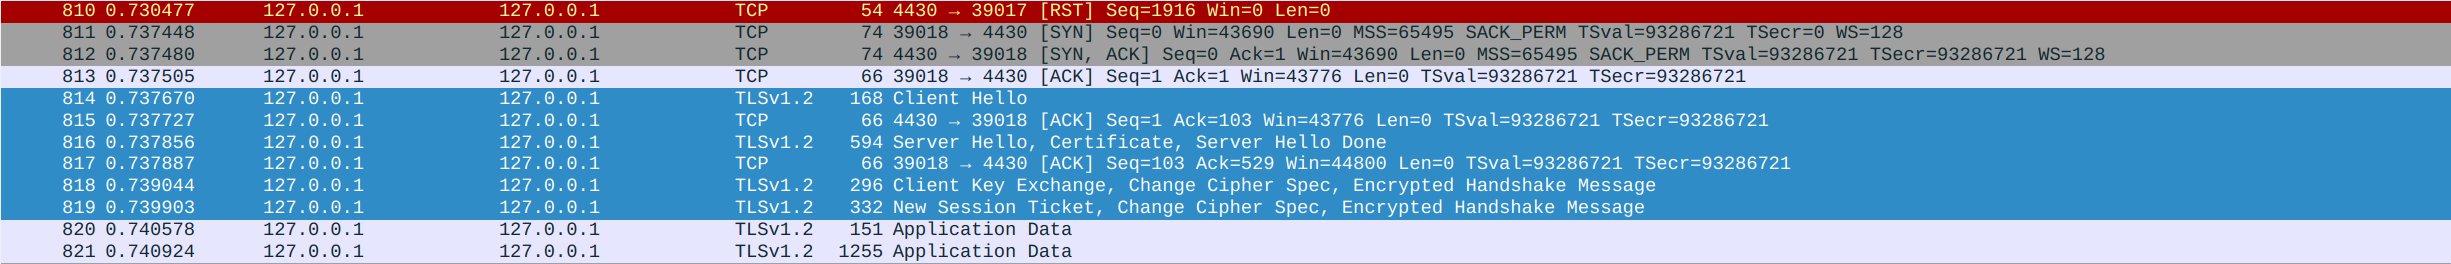 810 0.730477 127.0.0.1 127.0.0.1 TCP 54 4430 → 39017 [RST] Seq=1916 Win=0 Len=0
811 0.737448 127.0.0.1 127.0.0.1 TCP 74 39018 → 4430 [SYN] Seq=0 Win=43690 Len=0 MSS=65495 SACK_PERM TSval=93286721 TSecr=0 WS=128
812 0.737480 127.0.0.1 127.0.0.1 TCP 74 4430 → 39018 [SYN, ACK] Seq=0 Ack=1 Win=43690 Len=0 MSS=65495 SACK_PERM TSval=93286721 TSecr=93286721 WS=128
813 0.737505 127.0.0.1 127.0.0.1 TCP 66 39018 → 4430 [ACK] Seq=1 Ack=1 Win=43776 Len=0 TSval=93286721 TSecr=93286721
814 0.737670 127.0.0.1 127.0.0.1 TLSv1.2 168 Client Hello
815 0.737727 127.0.0.1 127.0.0.1 TCP 66 4430 → 39018 [ACK] Seq=1 Ack=103 Win=43776 Len=0 TSval=93286721 TSecr=93286721
816 0.737856 127.0.0.1 127.0.0.1 TLSv1.2 594 Server Hello, Certificate, Server Hello Done
817 0.737887 127.0.0.1 127.0.0.1 TCP 66 39018 → 4430 [ACK] Seq=103 Ack=529 Win=44800 Len=0 TSval=93286721 TSecr=93286721
818 0.739044 127.0.0.1 127.0.0.1 TLSv1.2 296 Client Key Exchange, Change Cipher Spec, Encrypted Handshake Message
819 0.739903 127.0.0.1 127.0.0.1 TLSv1.2 332 New Session Ticket, Change Cipher Spec, Encrypted Handshake Message
820 0.740578 127.0.0.1 127.0.0.1 TLSv1.2 151 Application Data
821 0.740924 127.0.0.1 127.0.0.1 TLSv1.2 1255 Application Data